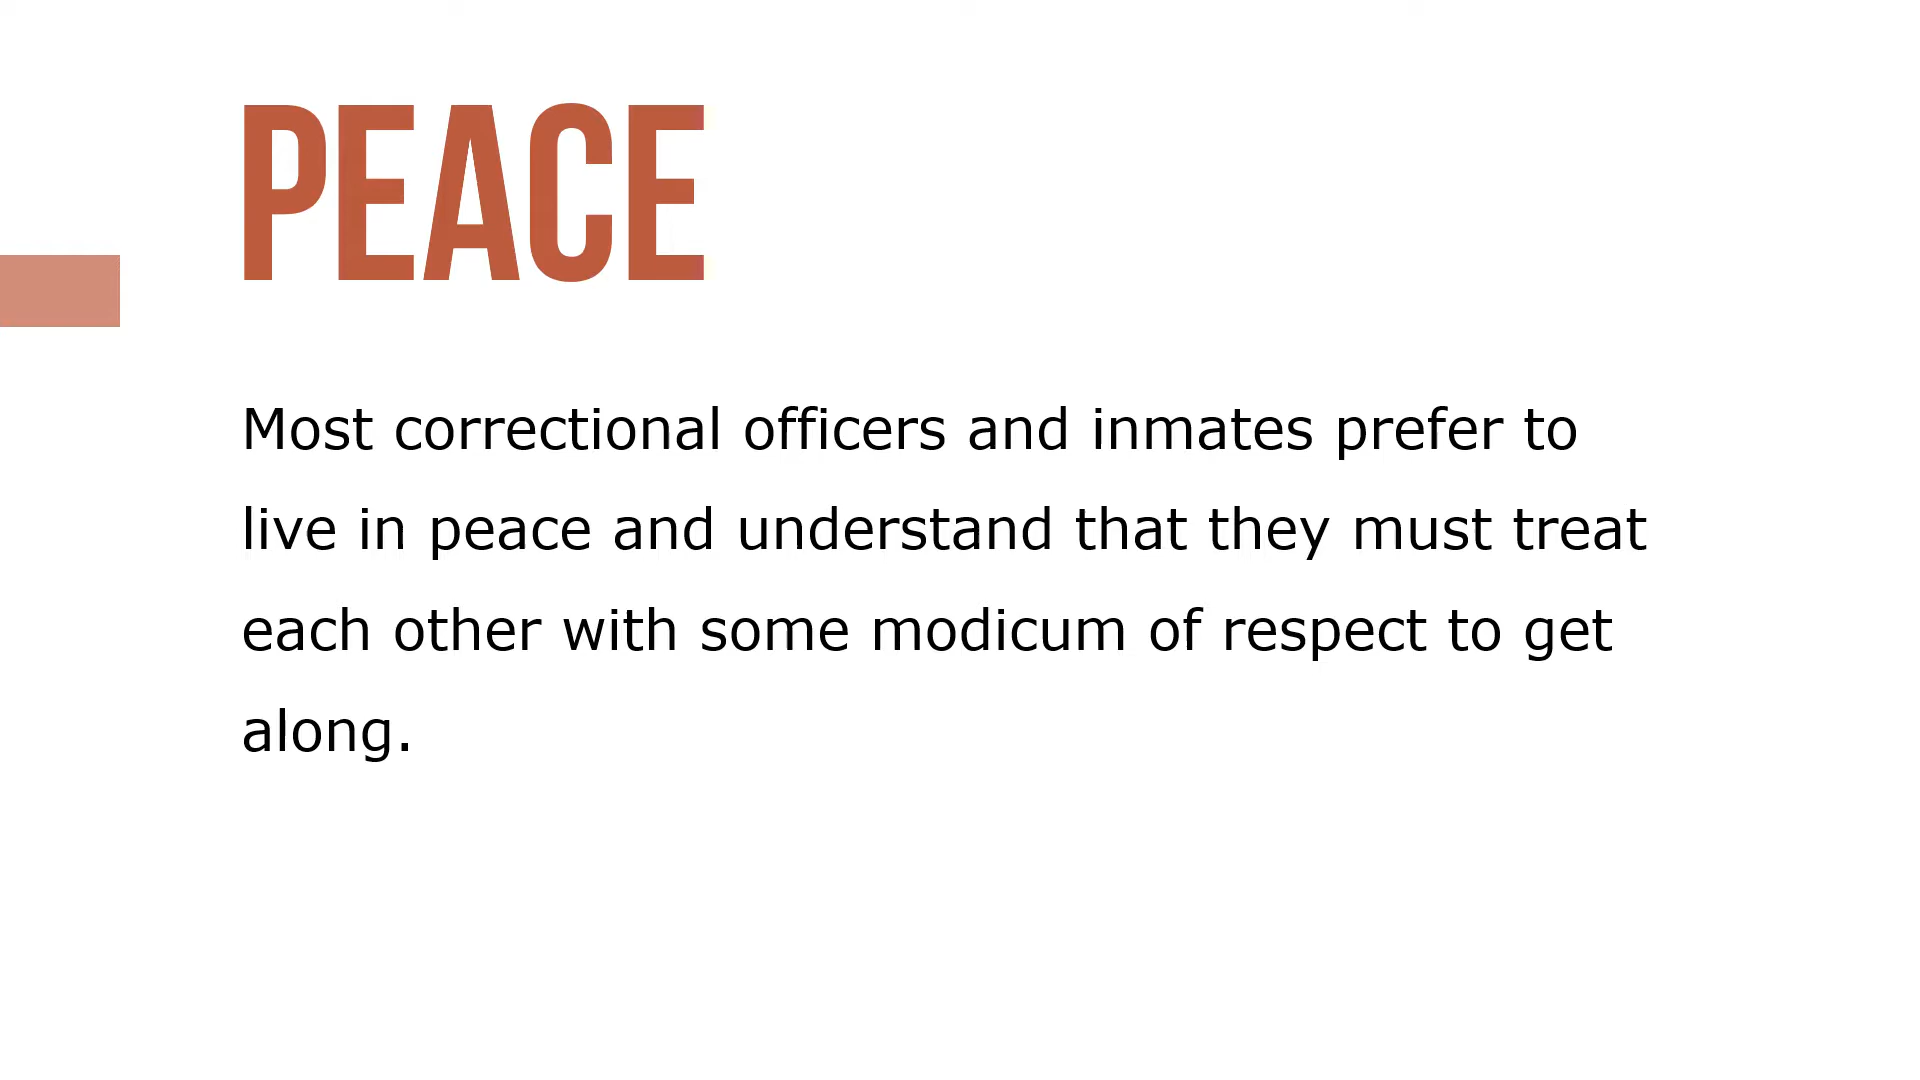 PEACE
Most correctional officers and inmates prefer to
live in peace and understand that they must treat
each other with some modicum of respect to get
along.